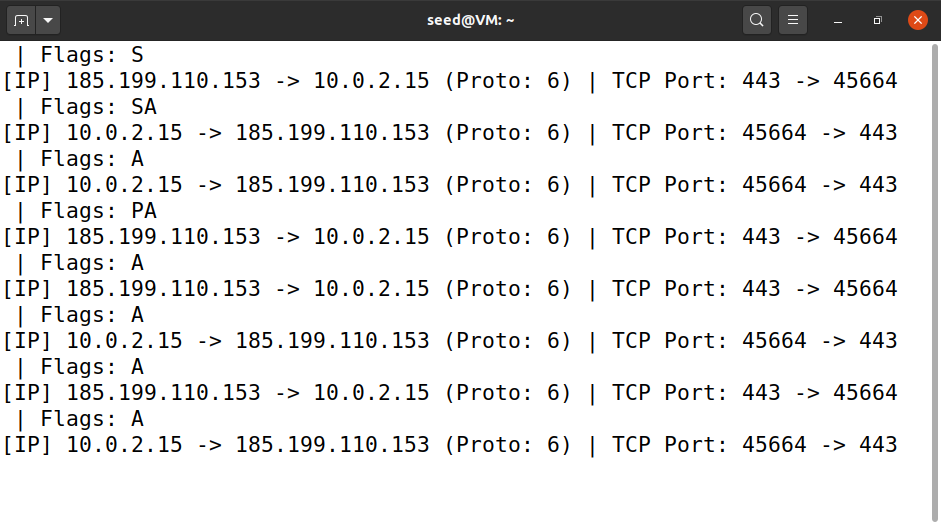 seed@VM: ~
| Flags: S
[IP] 185.199.110.153 -> 10.0.2.15 (Proto: 6) | TCP Port: 443 -> 45664
| Flags: SA
[IP] 10.0.2.15 -> 185.199.110.153 (Proto: 6) | TCP Port: 45664 -> 443
| Flags: A
[IP] 10.0.2.15 -> 185.199.110.153 (Proto: 6) | TCP Port: 45664 -> 443
| Flags: PA
[IP] 185.199.110.153 -> 10.0.2.15 (Proto: 6) | TCP Port: 443 -> 45664
| Flags: A
[IP] 185.199.110.153 -> 10.0.2.15 (Proto: 6) | TCP Port: 443 -> 45664
| Flags: A
[IP] 10.0.2.15 -> 185.199.110.153 (Proto: 6) | TCP Port: 45664 -> 443
| Flags: A
[IP] 185.199.110.153 -> 10.0.2.15 (Proto: 6) | TCP Port: 443 -> 45664
| Flags: A
[IP] 10.0.2.15 -> 185.199.110.153 (Proto: 6) | TCP Port: 45664 -> 443